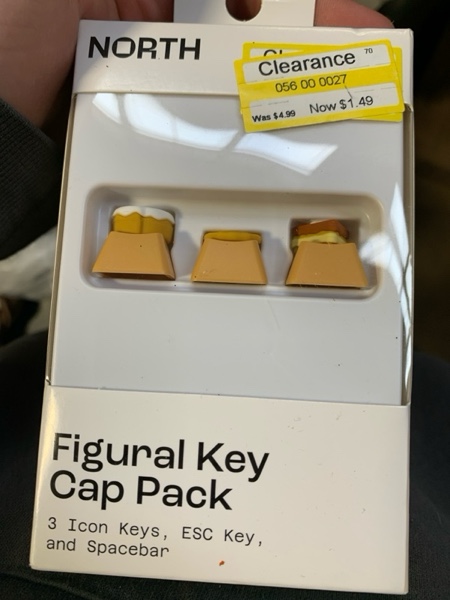 NORTH
Clearance 70
056 00 0027
Was $4.99 Now $1.49
Figural Key
Cap Pack
3 Icon Keys, ESC Key,
and Spacebar